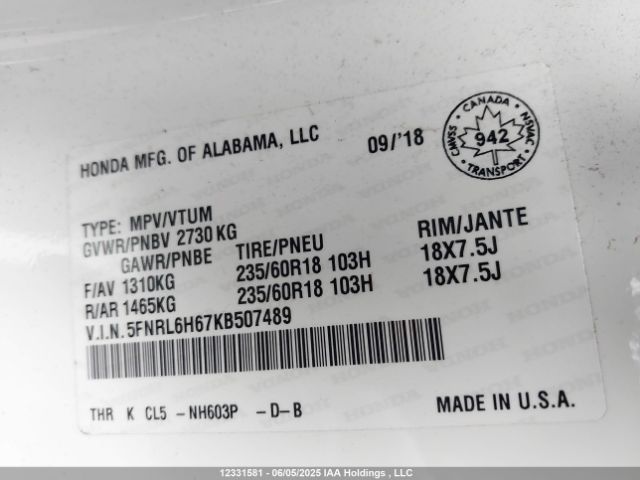 HONDA MFG. OF ALABAMA, LLC 09/'18
CANADA
CMVSS 942 NSVAC
TRANSPORT
TYPE: MPV/VTUM
GVWR/PNBV 2730 KG
GAWR/PNBE TIRE/PNEU RIM/JANTE
F/AV 1310KG 235/60R18 103H 18X7.5J
R/AR 1465KG 235/60R18 103H 18X7.5J
V.I.N. 5FNRL6H67KB507489
THR K CL5 -NH603P -D-B MADE IN U.S.A.
12331581 - 06/05/2025 IAA Holdings , LLC